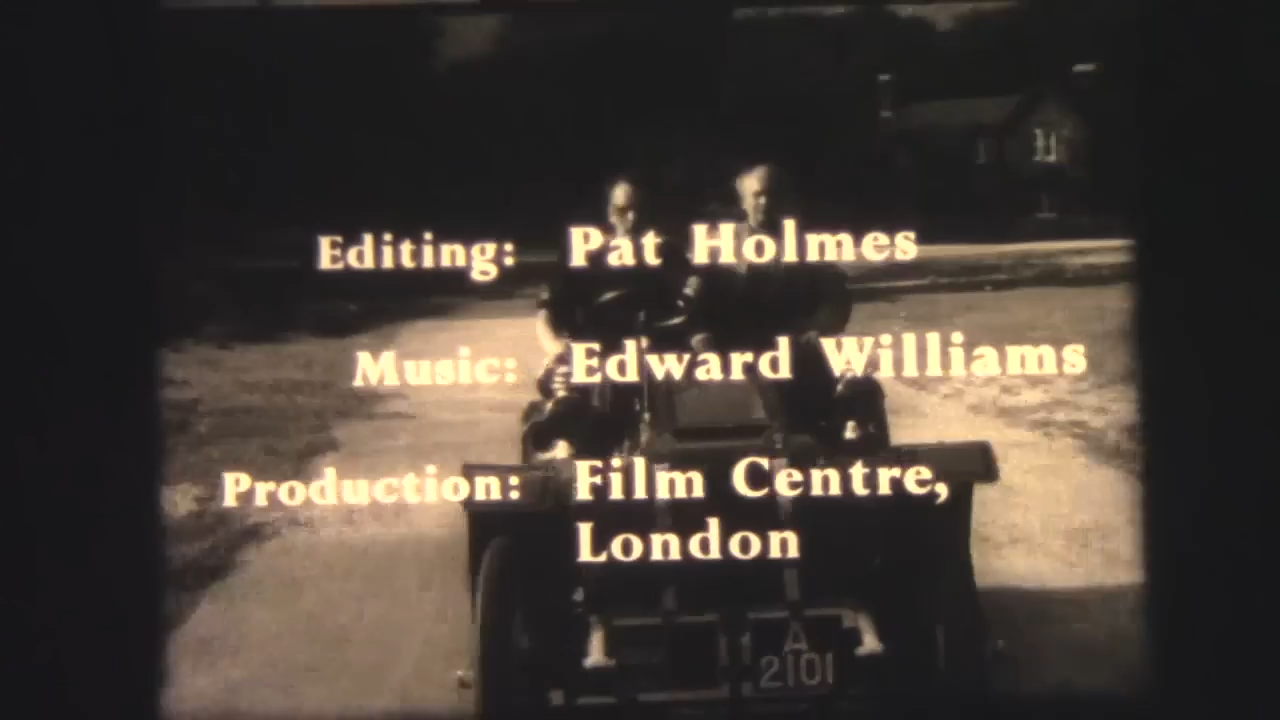 Editing: Pat Holmes
Music: Edward Williams
Production: Film Centre,
London
A
2101